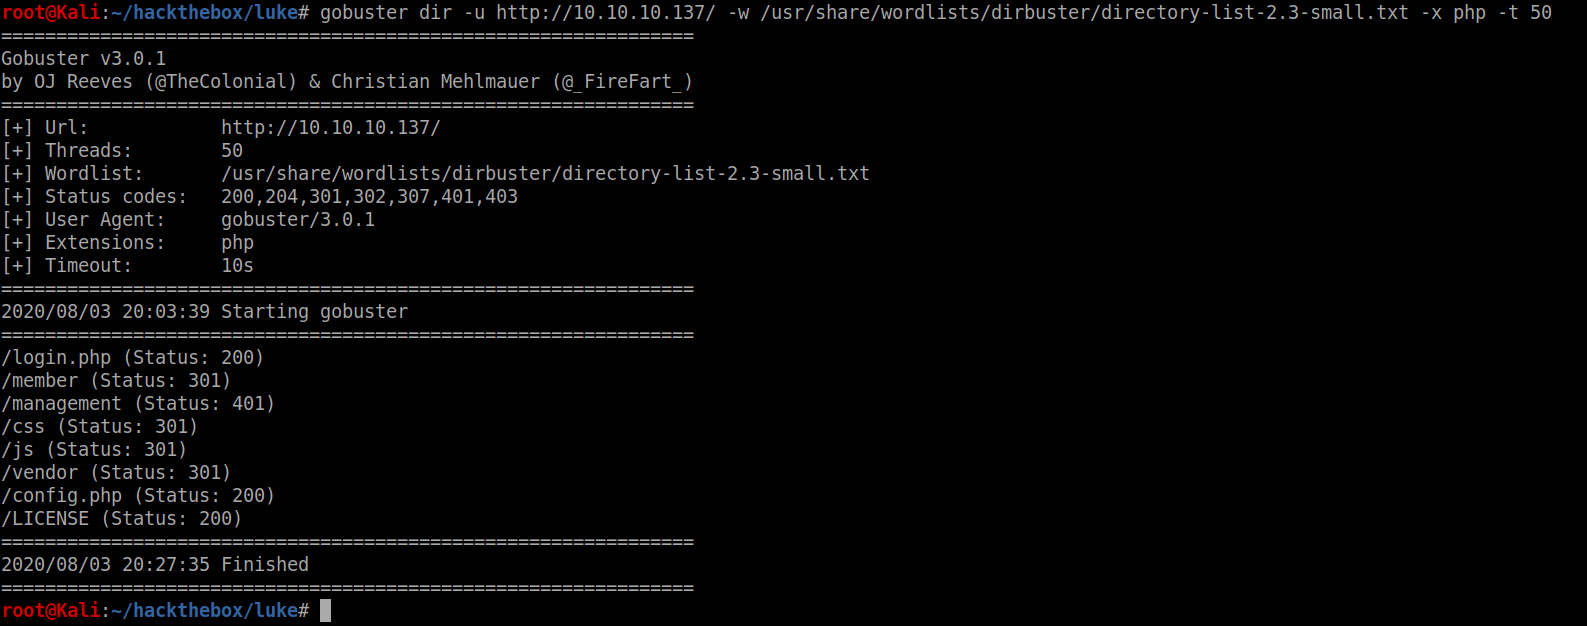 root@Kali:~/hackthebox/luke# gobuster dir -u http://10.10.10.137/ -w /usr/share/wordlists/dirbuster/directory-list-2.3-small.txt -x php -t 50
===============================================================
Gobuster v3.0.1
by OJ Reeves (@TheColonial) & Christian Mehlmauer (@_FireFart_)
===============================================================
[+] Url:            http://10.10.10.137/
[+] Threads:        50
[+] Wordlist:       /usr/share/wordlists/dirbuster/directory-list-2.3-small.txt
[+] Status codes:   200,204,301,302,307,401,403
[+] User Agent:     gobuster/3.0.1
[+] Extensions:     php
[+] Timeout:        10s
===============================================================
2020/08/03 20:03:39 Starting gobuster
===============================================================
/login.php (Status: 200)
/member (Status: 301)
/management (Status: 401)
/css (Status: 301)
/js (Status: 301)
/vendor (Status: 301)
/config.php (Status: 200)
/LICENSE (Status: 200)
===============================================================
2020/08/03 20:27:35 Finished
===============================================================
root@Kali:~/hackthebox/luke#